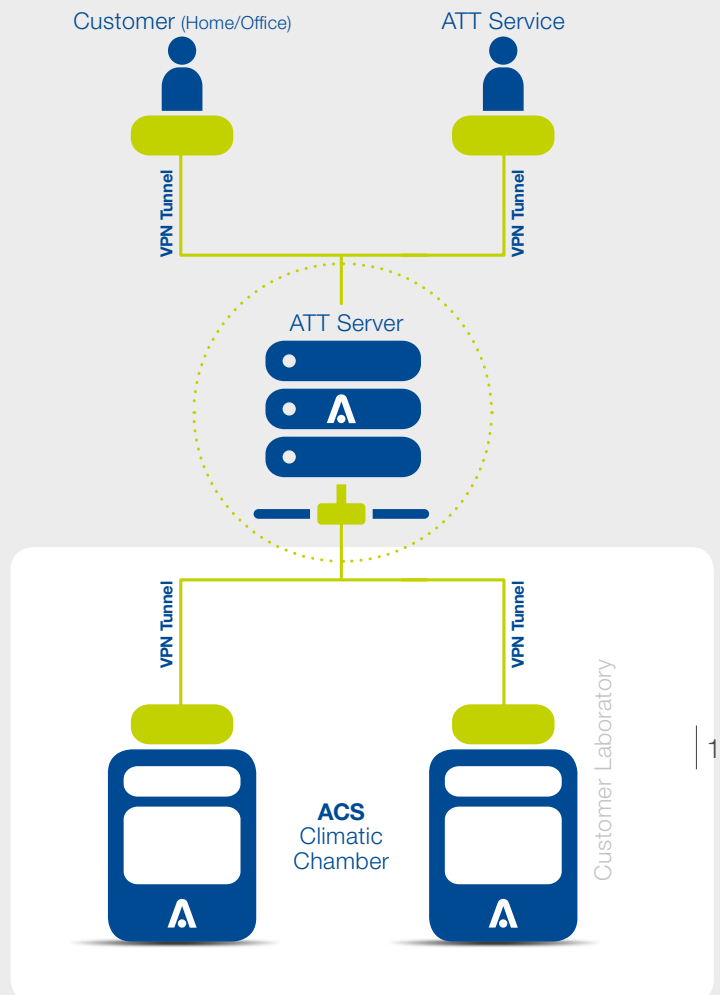 Customer (Home/Office)
ATT Service
VPN Tunnel
VPN Tunnel
ATT Server
VPN Tunnel
VPN Tunnel
Customer Laboratory
ACS
Climatic
Chamber
1